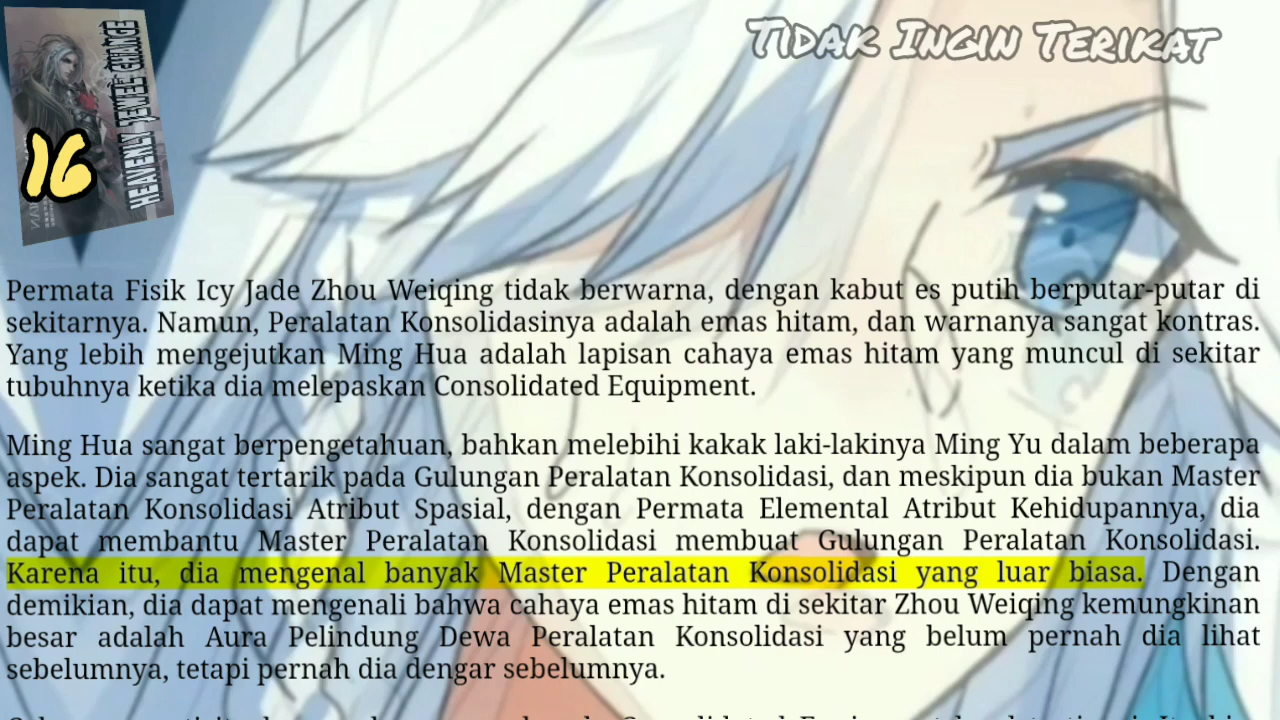 Tidak Ingin Terikat
HEAVENLY JEWEL CHANGE
16
Permata Fisik Icy Jade Zhou Weiqing tidak berwarna, dengan kabut es putih berputar-putar di
sekitarnya. Namun, Peralatan Konsolidasinya adalah emas hitam, dan warnanya sangat kontras.
Yang lebih mengejutkan Ming Hua adalah lapisan cahaya emas hitam yang muncul di sekitar
tubuhnya ketika dia melepaskan Consolidated Equipment.
Ming Hua sangat berpengetahuan, bahkan melebihi kakak laki-lakinya Ming Yu dalam beberapa
aspek. Dia sangat tertarik pada Gulungan Peralatan Konsolidasi, dan meskipun dia bukan Master
Peralatan Konsolidasi Atribut Spasial, dengan Permata Elemental Atribut Kehidupannya, dia
dapat membantu Master Peralatan Konsolidasi membuat Gulungan Peralatan Konsolidasi.
Karena itu, dia mengenal banyak Master Peralatan Konsolidasi yang luar biasa. Dengan
demikian, dia dapat mengenali bahwa cahaya emas hitam di sekitar Zhou Weiqing kemungkinan
besar adalah Aura Pelindung Dewa Peralatan Konsolidasi yang belum pernah dia lihat
sebelumnya, tetapi pernah dia dengar sebelumnya.